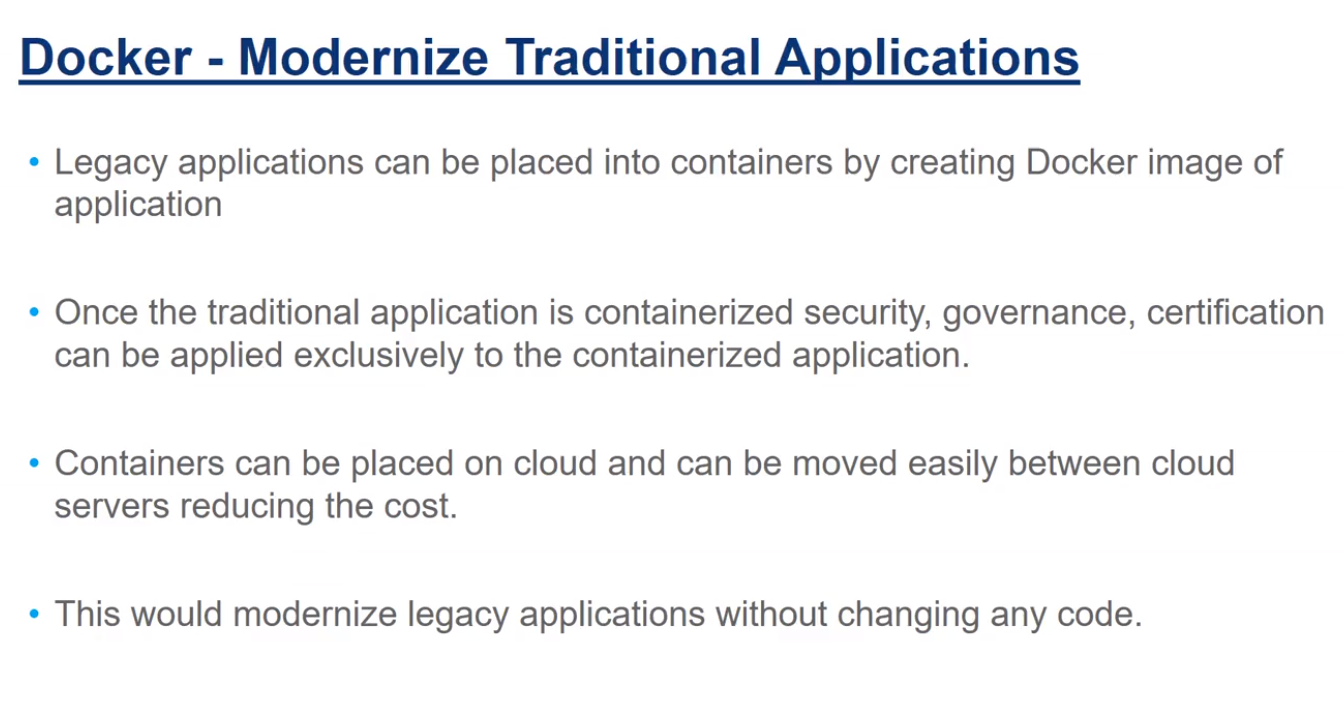 Docker - Modernize Traditional Applications
• Legacy applications can be placed into containers by creating Docker image of
application
• Once the traditional application is containerized security, governance, certification
can be applied exclusively to the containerized application.
• Containers can be placed on cloud and can be moved easily between cloud
servers reducing the cost.
• This would modernize legacy applications without changing any code.